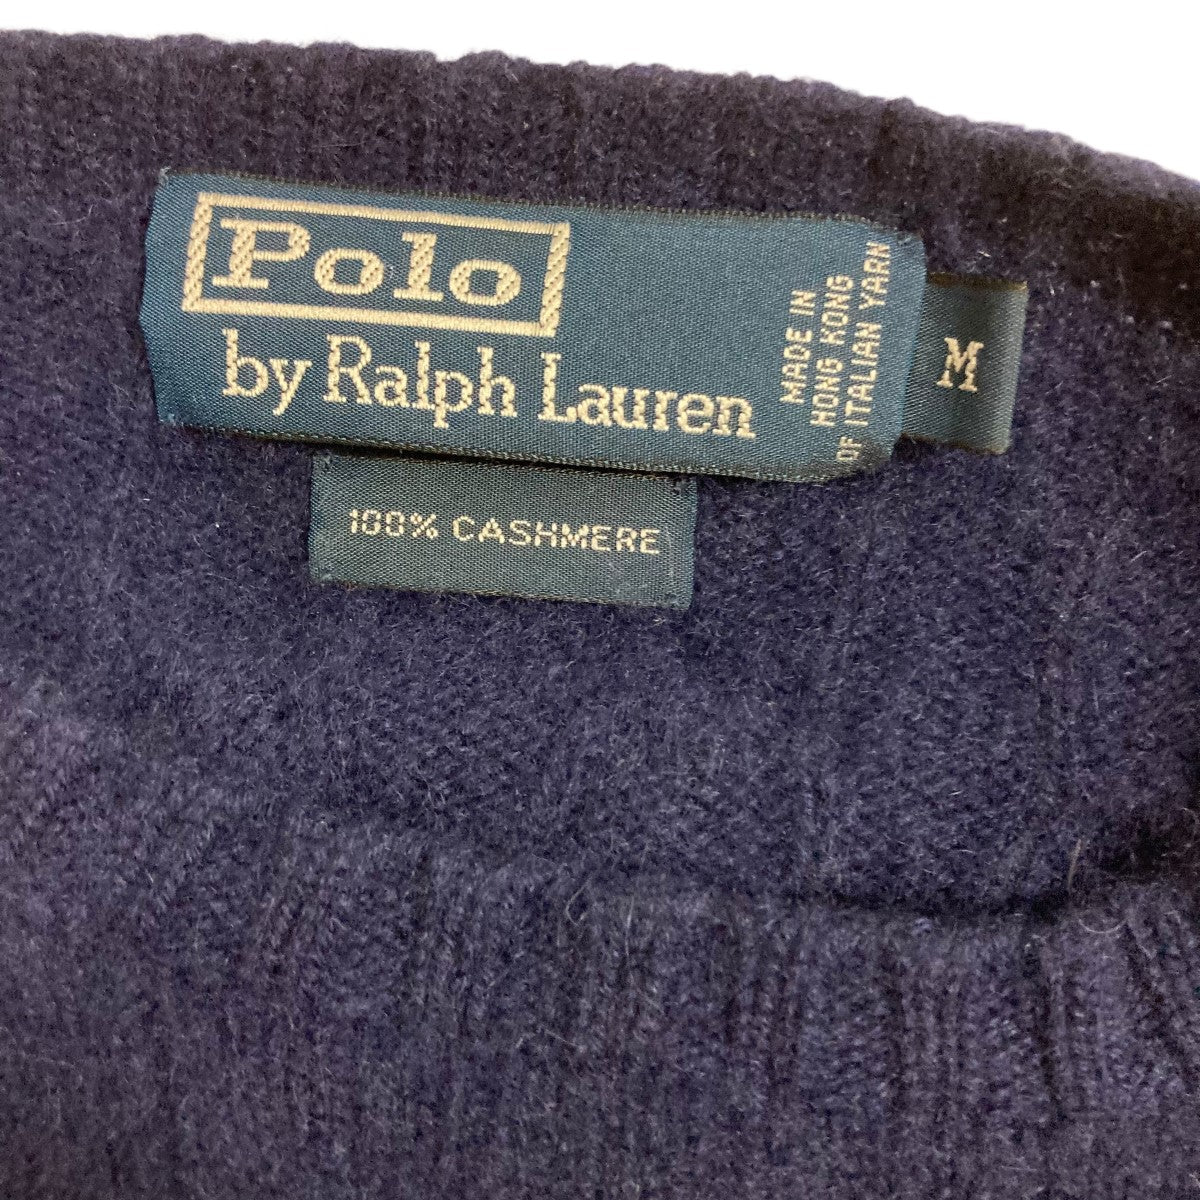 Polo
by Ralph Lauren
MADE IN
HONG KONG
OF ITALIAN YARN
M
100% CASHMERE